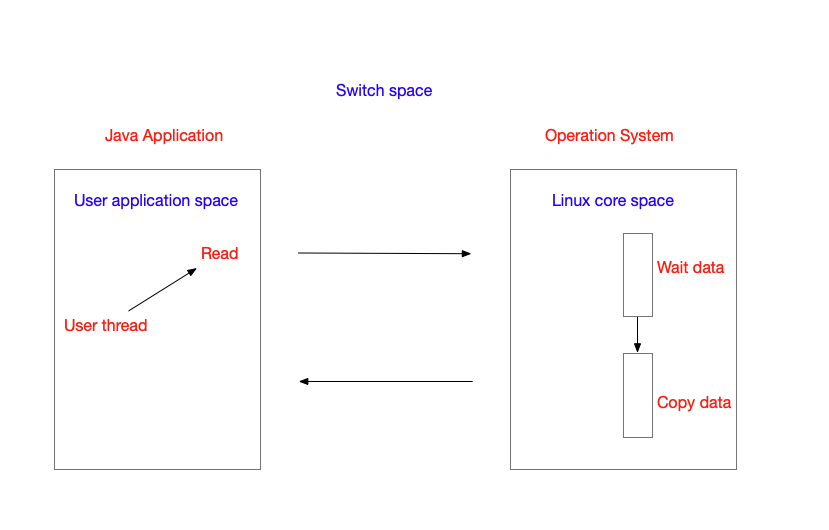 Switch space
Java Application
Operation System
User application space
Linux core space
Read
Wait data
User thread
Copy data